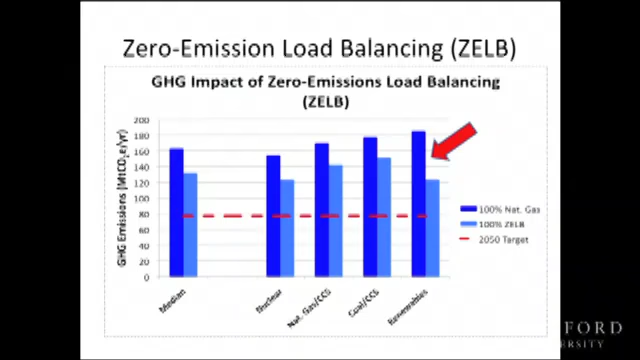 Zero-Emission Load Balancing (ZELB)
GHG Impact of Zero-Emissions Load Balancing
(ZELB)
GHG Emissions (MtCO₂e/yr)
200
180
160
140
120
100
80
60
40
20
0
Median
Nuclear
Nat. Gas/CCS
Coal/CCS
Renewables
100% Nat. Gas
100% ZELB
2050 Target
FORD
ERSITY